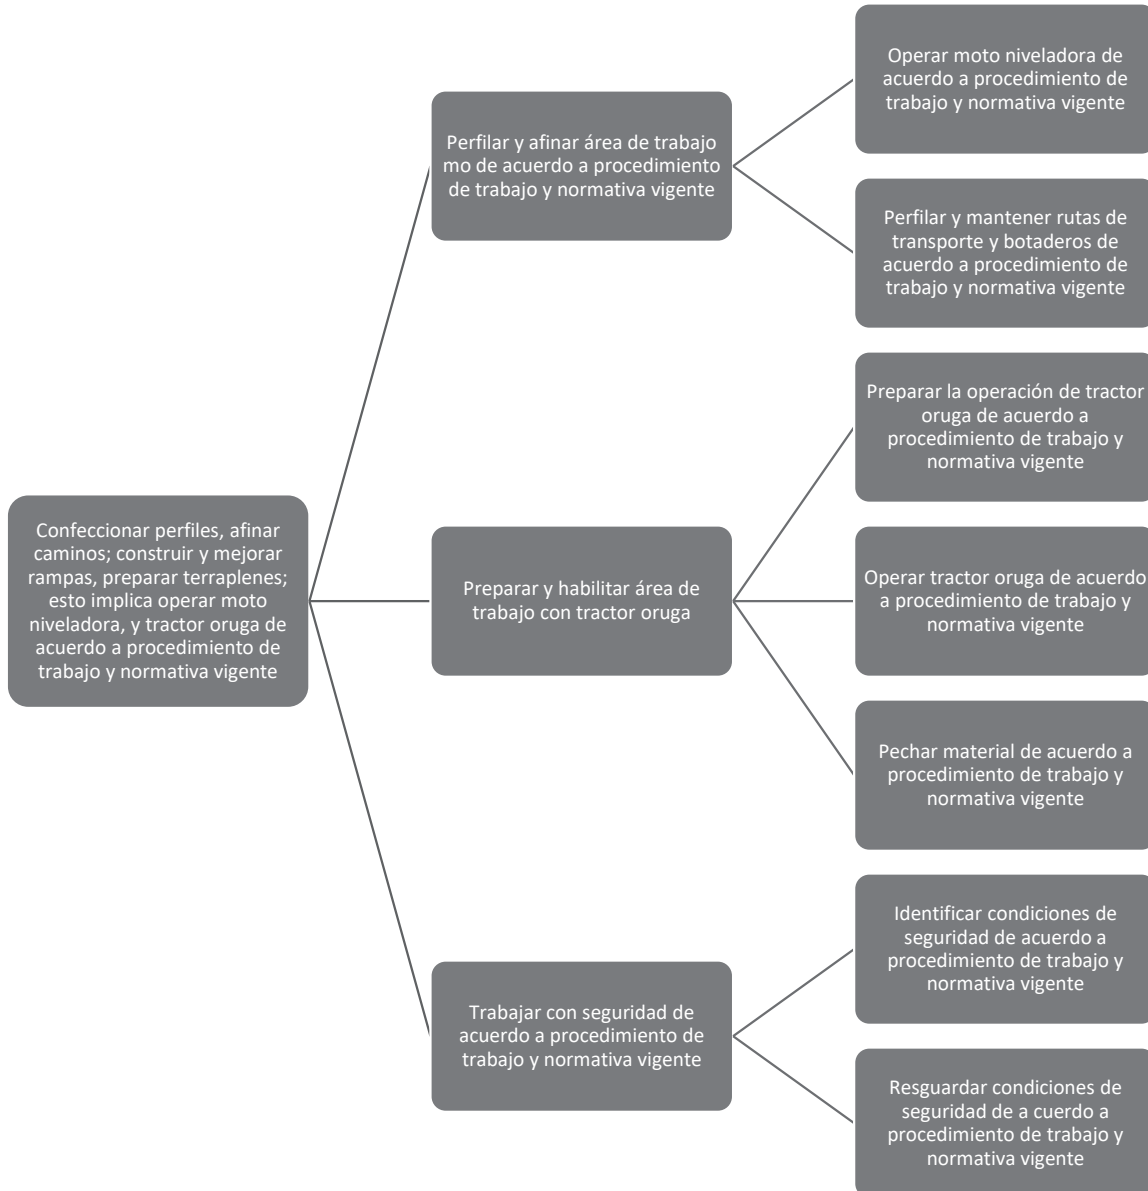 Confeccionar perfiles, afinar
caminos; construir y mejorar
rampas, preparar terraplenes;
esto implica operar moto
niveladora, y tractor oruga de
acuerdo a procedimiento de
trabajo y normativa vigente
Perfilar y afinar área de trabajo
mo de acuerdo a procedimiento
de trabajo y normativa vigente
Operar moto niveladora de
acuerdo a procedimiento de
trabajo y normativa vigente
Perfilar y mantener rutas de
transporte y botaderos de
acuerdo a procedimiento de
trabajo y normativa vigente
Preparar y habilitar área de
trabajo con tractor oruga
Preparar la operación de tractor
oruga de acuerdo a
procedimiento de trabajo y
normativa vigente
Operar tractor oruga de acuerdo
a procedimiento de trabajo y
normativa vigente
Pechar material de acuerdo a
procedimiento de trabajo y
normativa vigente
Trabajar con seguridad de
acuerdo a procedimiento de
trabajo y normativa vigente
Identificar condiciones de
seguridad de acuerdo a
procedimiento de trabajo y
normativa vigente
Resguardar condiciones de
seguridad de a cuerdo a
procedimiento de trabajo y
normativa vigente